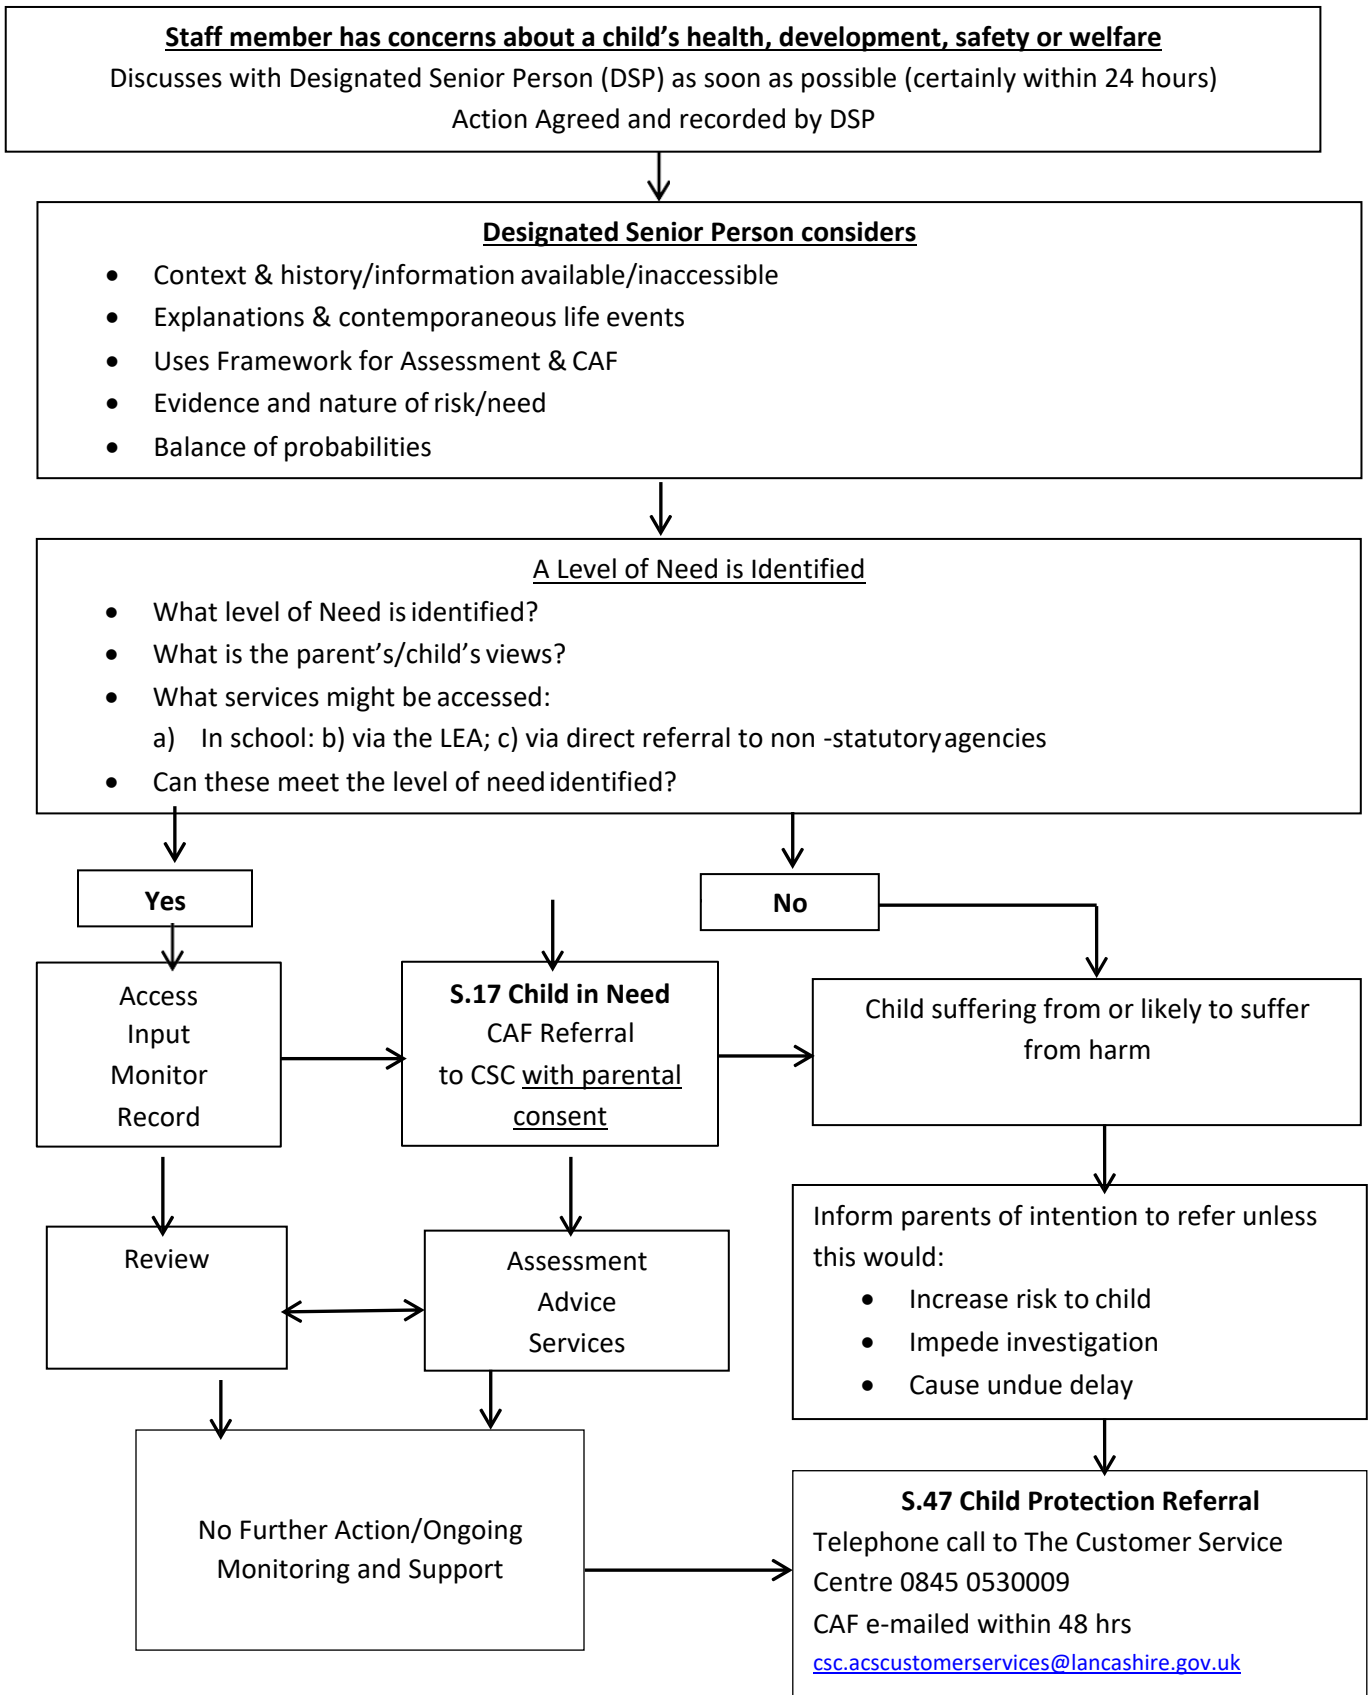 Staff member has concerns about a child's health, development, safety or welfare
Discusses with Designated Senior Person (DSP) as soon as possible (certainly within 24 hours)
Action Agreed and recorded by DSP
Designated Senior Person considers
• Context & history/information available/inaccessible
• Explanations & contemporaneous life events
• Uses Framework for Assessment & CAF
• Evidence and nature of risk/need
• Balance of probabilities
A Level of Need is Identified
• What level of Need is identified?
• What is the parent's/child's views?
• What services might be accessed:
a) In school: b) via the LEA; c) via direct referral to non -statutory agencies
• Can these meet the level of need identified?
Yes
No
Access
Input
Monitor
Record
S.17 Child in Need
CAF Referral
to CSC with parental
consent
Child suffering from or likely to suffer
from harm
Review
Assessment
Advice
Services
Inform parents of intention to refer unless
this would:
• Increase risk to child
• Impede investigation
• Cause undue delay
No Further Action/Ongoing
Monitoring and Support
S.47 Child Protection Referral
Telephone call to The Customer Service
Centre 0845 0530009
CAF e-mailed within 48 hrs
csc.acscustomerservices@lancashire.gov.uk